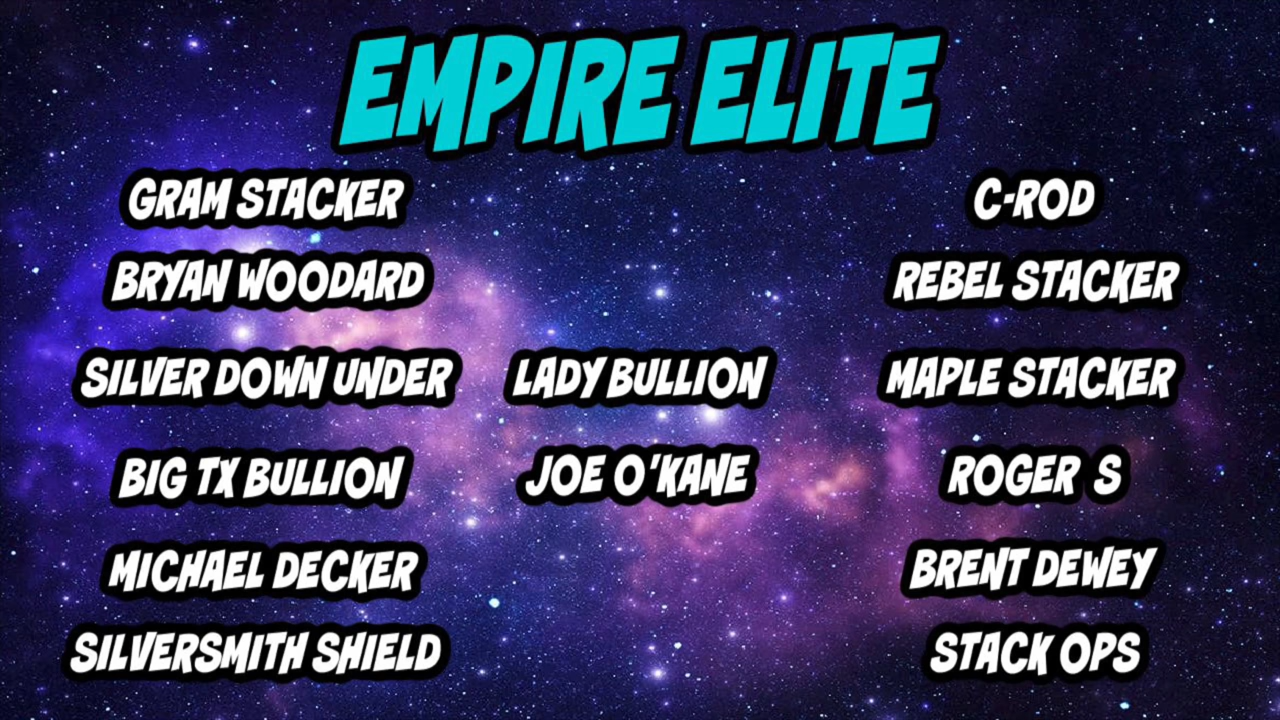 EMPIRE ELITE
GRAM STACKER
BRYAN WOODARD
SILVER DOWN UNDER
BIG TX BULLION
MICHAEL DECKER
SILVERSMITH SHIELD
LADY BULLION
JOE O'KANE
C-ROD
REBEL STACKER
MAPLE STACKER
ROGER S
BRENT DEWEY
STACK OPS